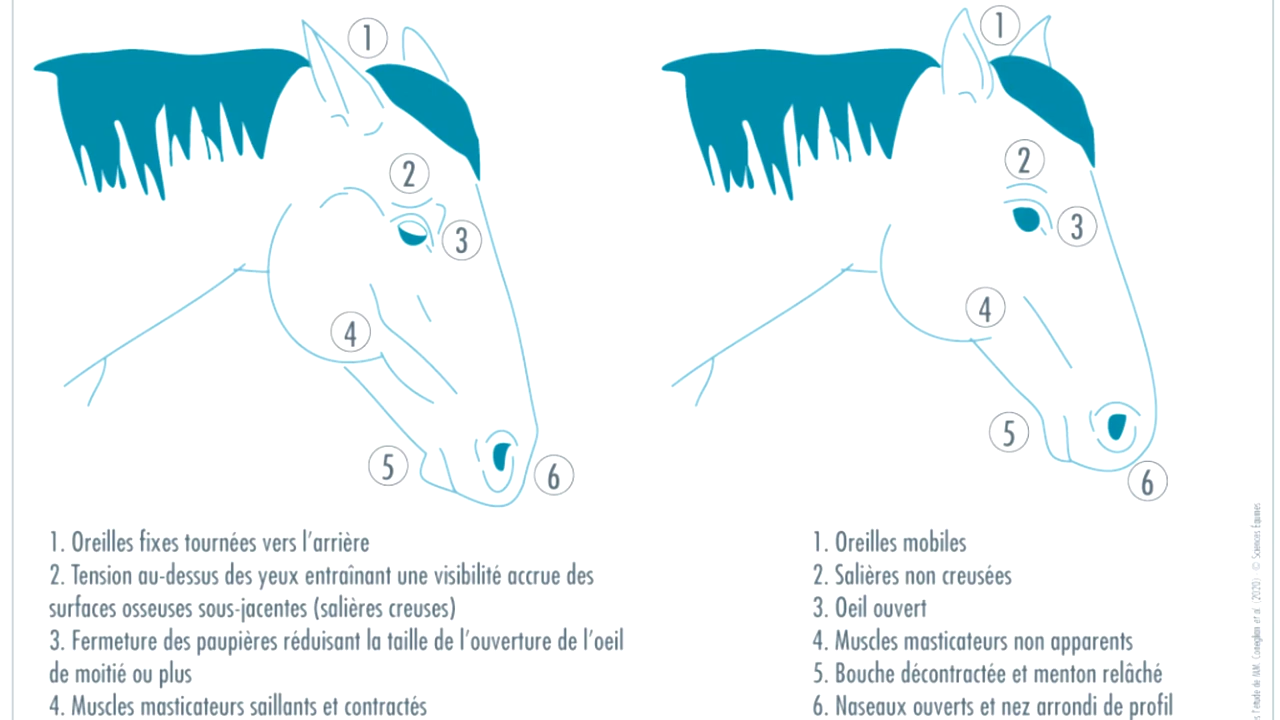 1
2
3
4
5
6
1
2
3
4
5
6
1. Oreilles fixes tournées vers l'arrière
2. Tension au-dessus des yeux entraînant une visibilité accrue des
surfaces osseuses sous-jacentes (salières creuses)
3. Fermeture des paupières réduisant la taille de l'ouverture de l'oeil
de moitié ou plus
4. Muscles masticateurs saillants et contractés
1. Oreilles mobiles
2. Salières non creusées
3. Oeil ouvert
4. Muscles masticateurs non apparents
5. Bouche décontractée et menton relâché
6. Naseaux ouverts et nez arrondi de profil
l'étude de (2020) © Sciences Equines